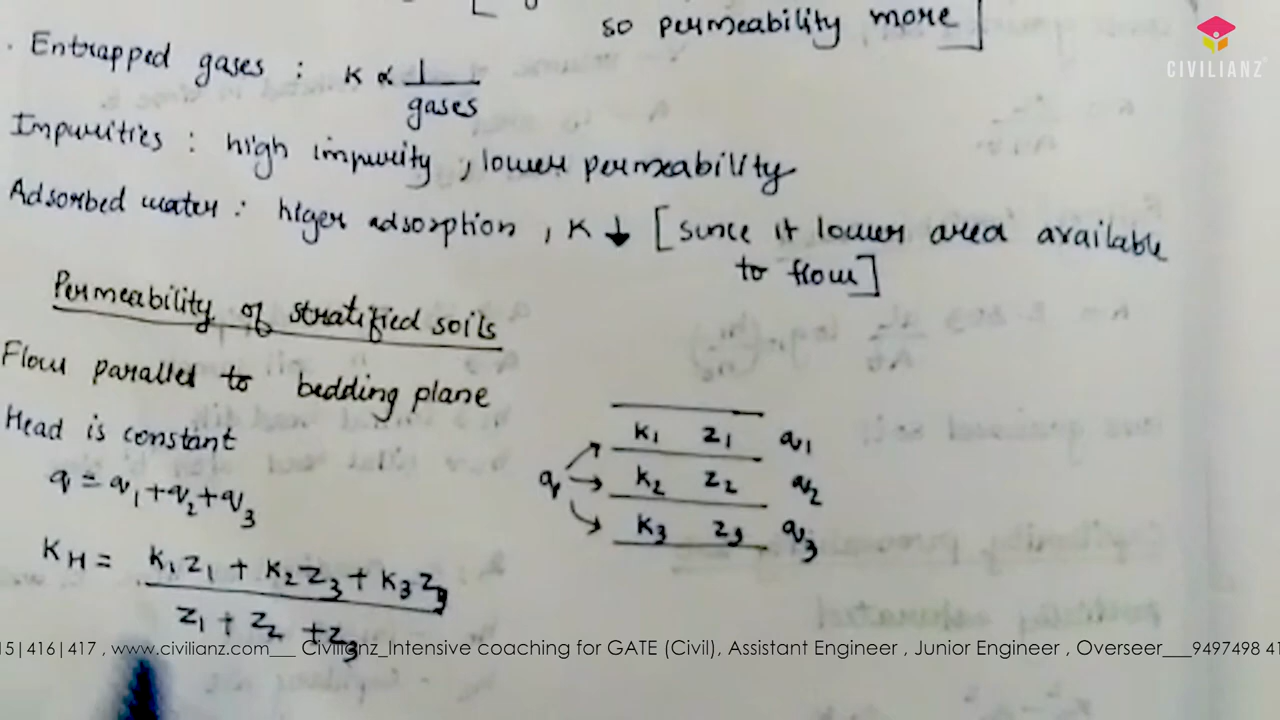 so permeability more]
CIVILIANZ
. Entrapped gases : K ∝ 1/gases
Impurities : high impurity , lower permeability
Adsorbed water : higer adsorption , K ↓ [since it lower area available
to flow]
Permeability of stratified soils
Flow parallel to bedding plane
Head is constant
q = q1+q2+q3
KH = (K1Z1 + K2Z3 + K3Z3)/(Z1 + Z2 + Z3)
K1 Z1 q1
q K2 Z2 q2
K3 Z3 q3
15|416|417 , www.civilianz.com___ Civilianz_Intensive coaching for GATE (Civil), Assistant Engineer , Junior Engineer , Overseer___9497498 41